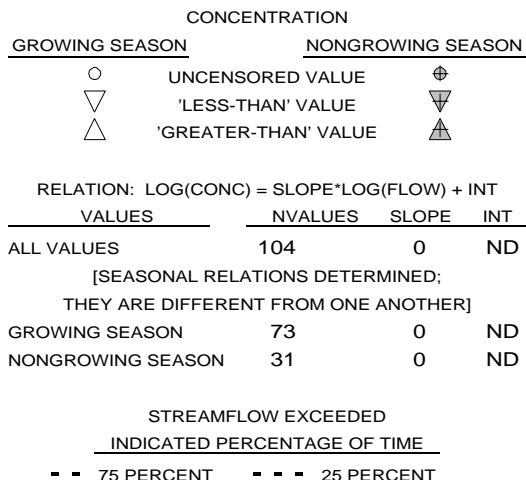 CONCENTRATION
GROWING SEASON NONGROWING SEASON
UNCENSORED VALUE
'LESS-THAN' VALUE
'GREATER-THAN' VALUE
RELATION: LOG(CONC) = SLOPE*LOG(FLOW) + INT
VALUES NVALUES SLOPE INT
ALL VALUES 104 0 ND
[SEASONAL RELATIONS DETERMINED;
THEY ARE DIFFERENT FROM ONE ANOTHER]
GROWING SEASON 73 0 ND
NONGROWING SEASON 31 0 ND
STREAMFLOW EXCEEDED
INDICATED PERCENTAGE OF TIME
75 PERCENT 25 PERCENT